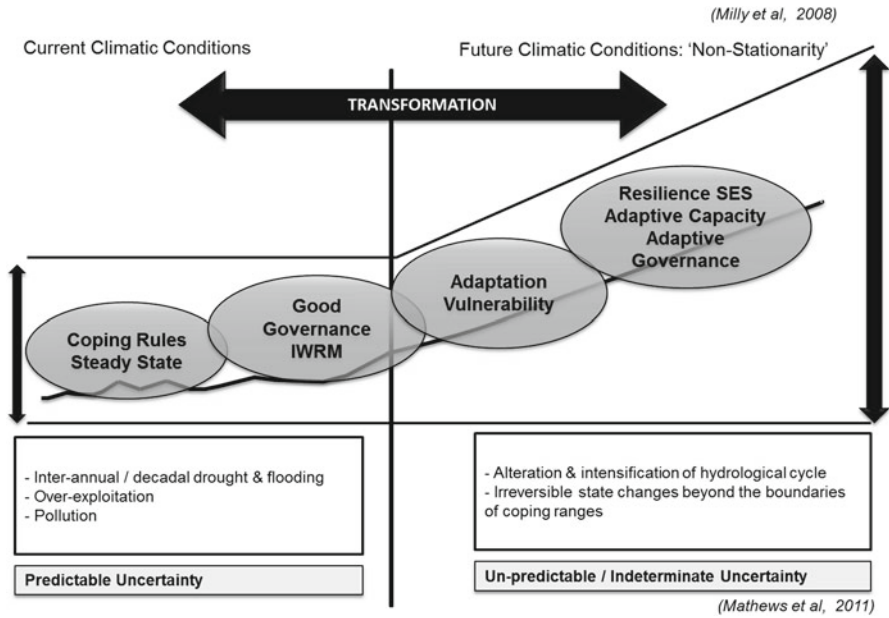 (Milly et al, 2008)
Current Climatic Conditions
Future Climatic Conditions: ‘Non-Stationarity’
TRANSFORMATION
Resilience SES
Adaptive Capacity
Adaptive
Governance
Adaptation
Vulnerability
Good
Governance
IWRM
Coping Rules
Steady State
- Inter-annual / decadal drought & flooding
- Over-exploitation
- Pollution
- Alteration & intensification of hydrological cycle
- Irreversible state changes beyond the boundaries
of coping ranges
Predictable Uncertainty
Un-predictable / Indeterminate Uncertainty
(Mathews et al, 2011)